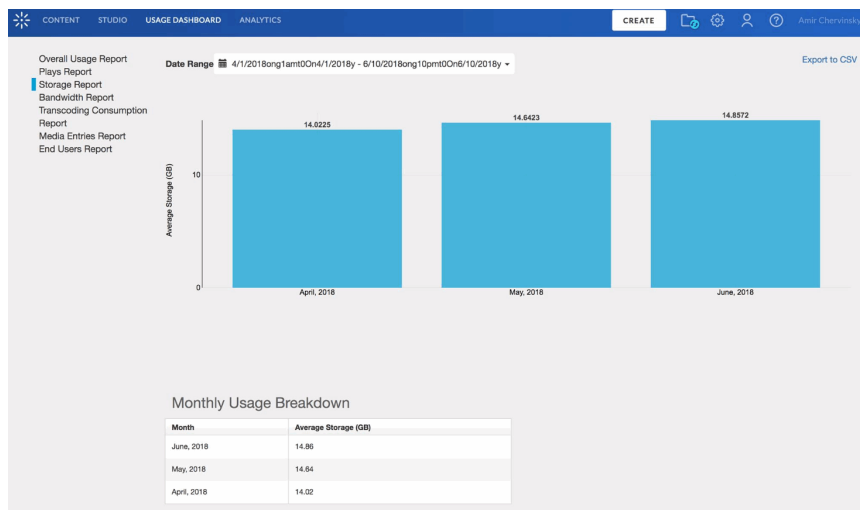 CONTENT STUDIO USAGE DASHBOARD ANALYTICS CREATE Amir Chervinsky
Overall Usage Report
Plays Report
Storage Report
Bandwidth Report
Transcoding Consumption
Report
Media Entries Report
End Users Report
Date Range 4/1/2018ong1amt0On4/1/2018y - 6/10/2018ong10pmt0On6/10/2018y
Export to CSV
14.0225 14.6423 14.8572
Average Storage (GB)
10
0
April, 2018 May, 2018 June, 2018
Monthly Usage Breakdown
Month Average Storage (GB)
June, 2018 14.86
May, 2018 14.64
April, 2018 14.02